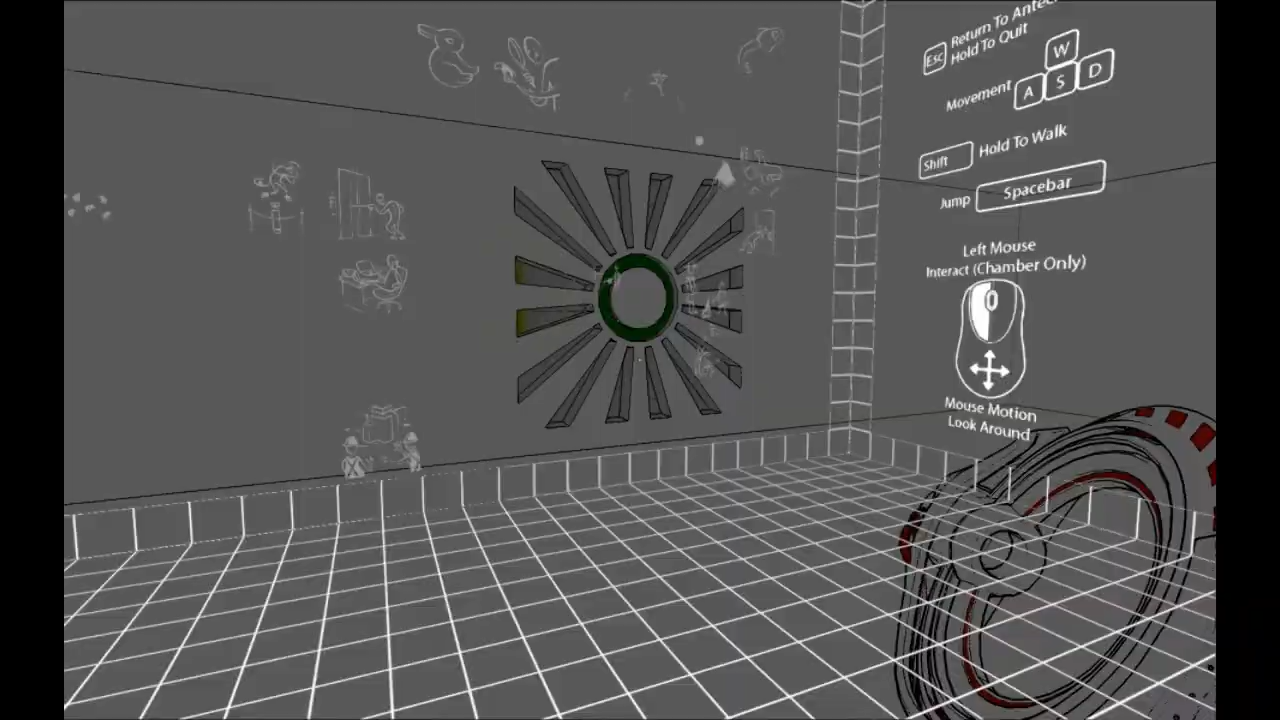 Return To
Esc
Hold To Quit
W
Movement
A S D
Shift
Hold To Walk
Jump
Spacebar
Left Mouse
Interact (Chamber Only)
Mouse Motion
Look Around